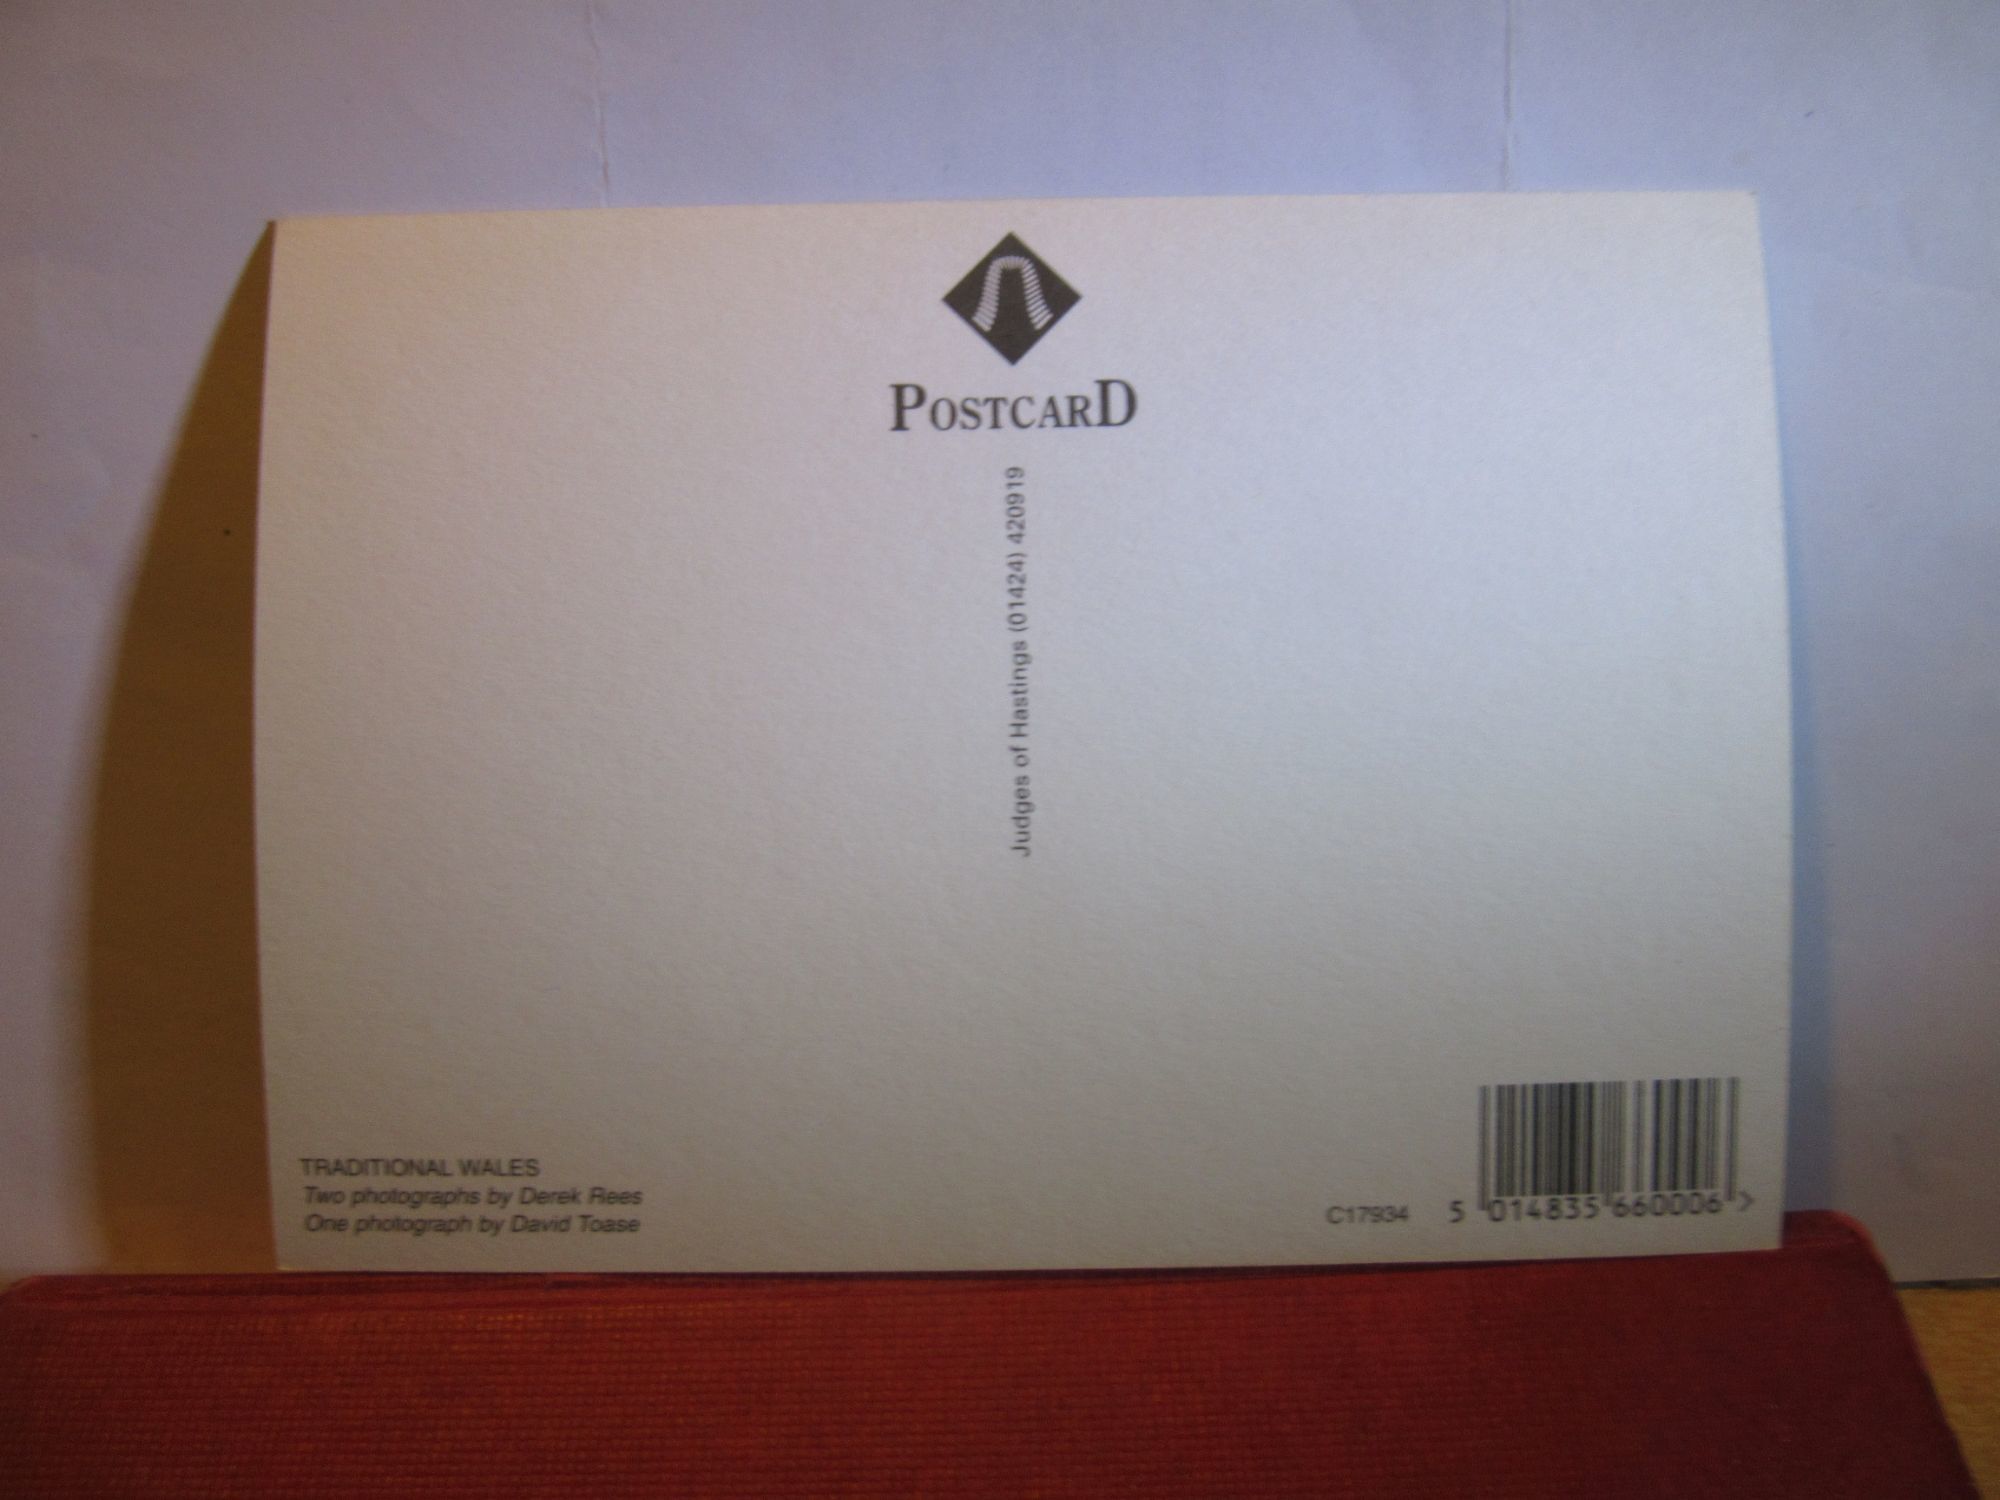 POSTCARD
Judges of Hastings (01424) 420919
TRADITIONAL WALES
Two photographs by Derek Rees
One photograph by David Toase
C17934
5 014835 660006 >